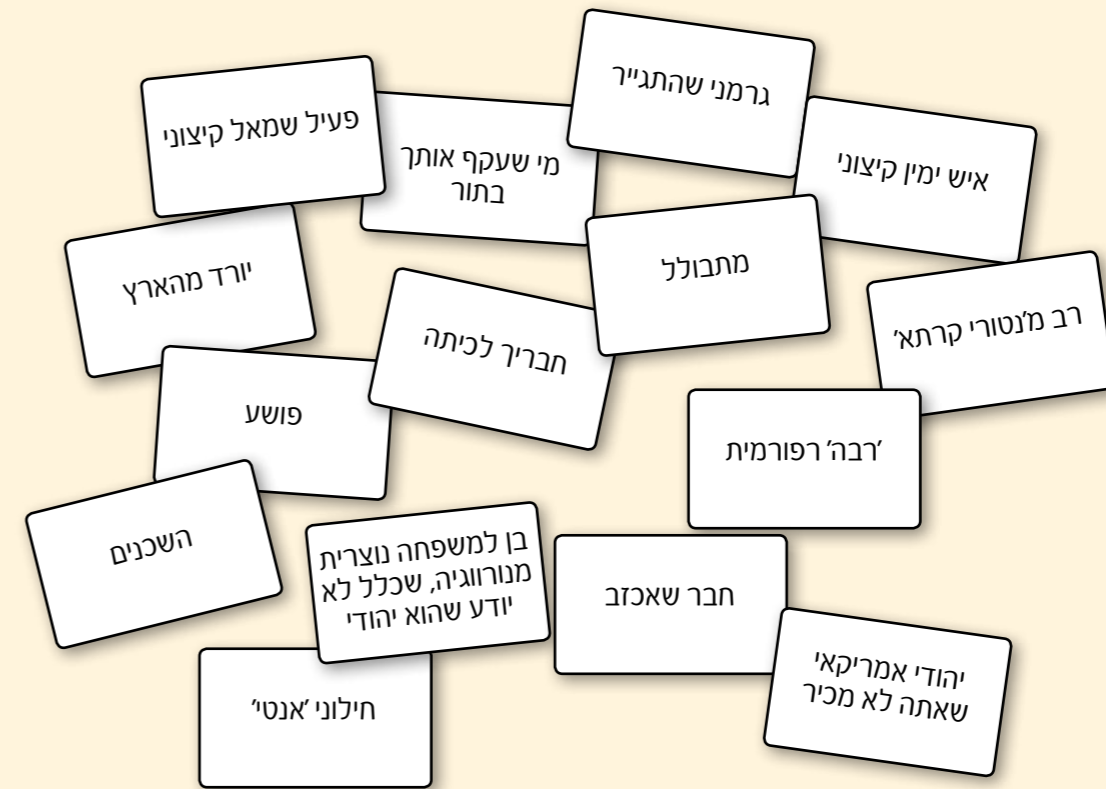 גרמני שהתגייר
פעיל שמאל קיצוני
מי שעקף אותך
בתור
איש ימין קיצוני
מתבולל
יורד מהארץ
רב מ'נטורי קרתא'
חבריך לכיתה
פושע
'רבה' רפורמית
השכנים
בן למשפחה נוצרית
מנורווגיה, שכלל לא
יודע שהוא יהודי
חבר שאכזב
יהודי אמריקאי
שאתה לא מכיר
חילוני 'אנטי'